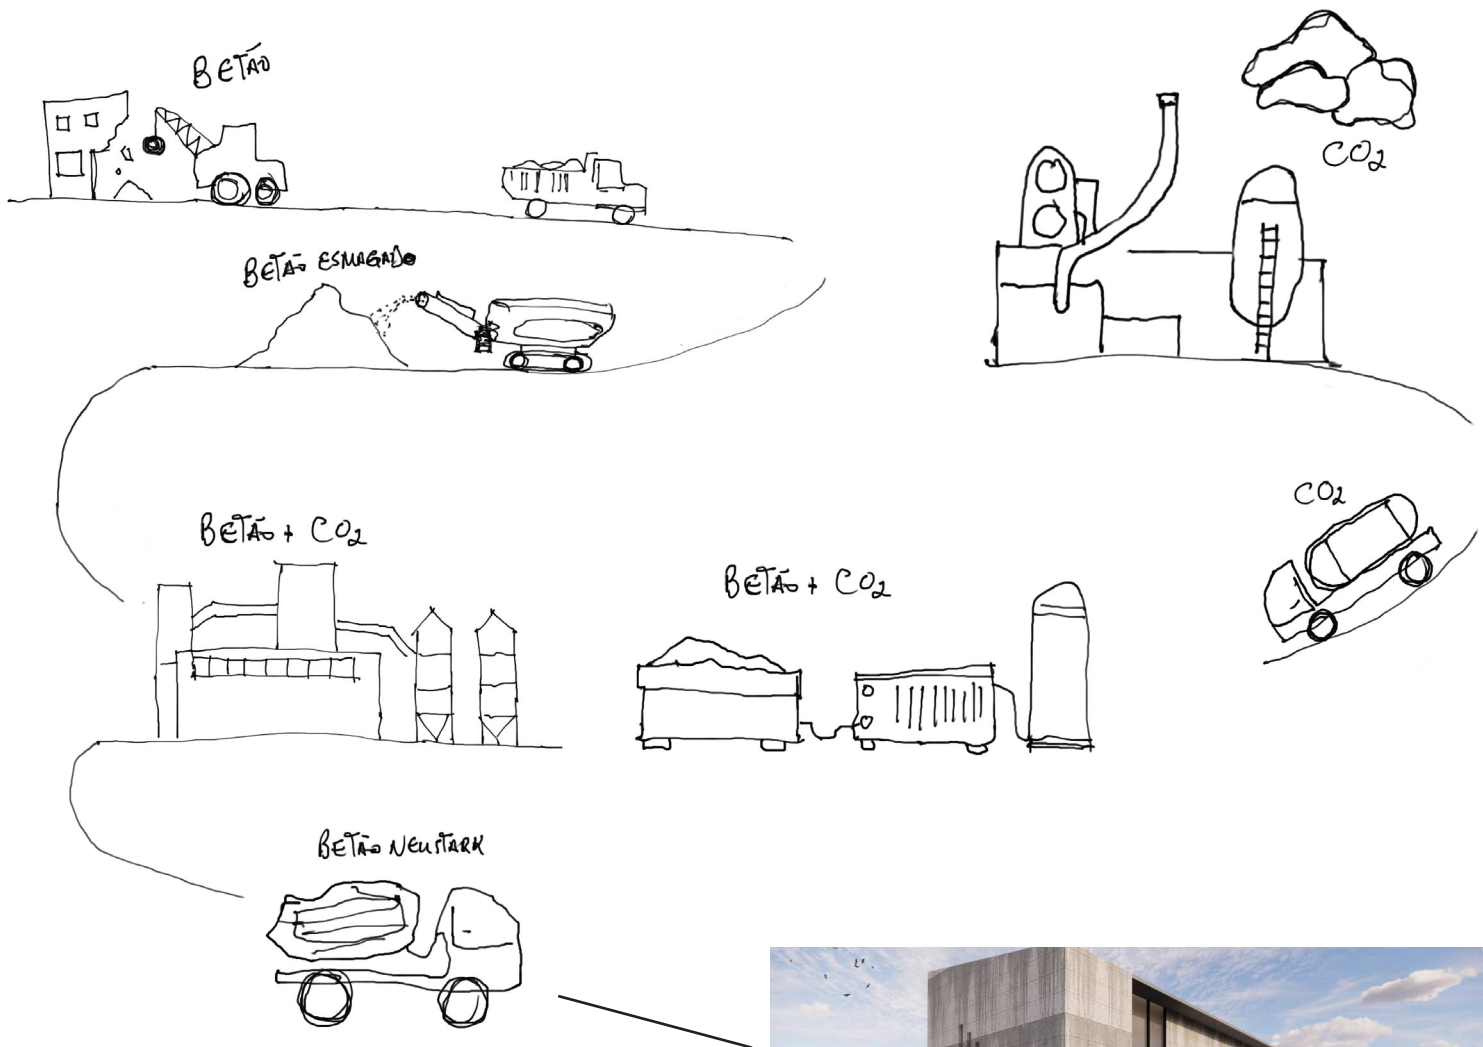 BETÃO
CO2
BETÃO ESMAGADO
CO2
BETÃO + CO2
BETÃO + CO2
BETÃO NEUSTARK